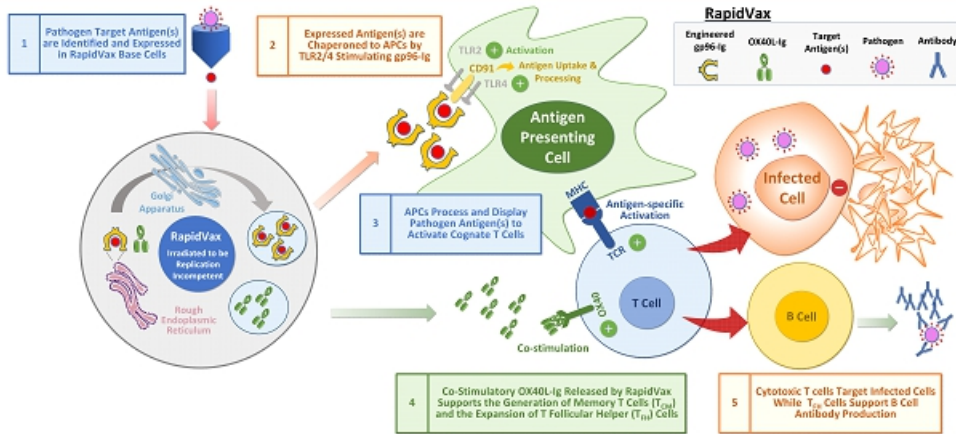 1
Pathogen Target Antigen(s)
are Identified and Expressed
in RapidVax Base Cells
2
Expressed Antigen(s) are
Chaperoned to APCs by
TLR2/4 Stimulating gp96-Ig
RapidVax
Engineered
gp96-Ig
OX40L-Ig
Target
Antigen(s)
Pathogen
Antibody
TLR2
+
Activation
CD91
Antigen Uptake &
Processing
TLR4
+
Antigen
Presenting
Cell
Golgi
Apparatus
RapidVax
Irradiated to be
Replication
Incompetent
Rough
Endoplasmic
Reticulum
3
APCs Process and Display
Pathogen Antigen(s) to
Activate Cognate T Cells
MHC
Antigen-specific
Activation
TCR
+
T Cell
OX40
+
Co-stimulation
Infected
Cell
B Cell
4
Co-Stimulatory OX40L-Ig Released by RapidVax
Supports the Generation of Memory T Cells (TCM)
and the Expansion of T Follicular Helper (TFH) Cells
5
Cytotoxic T cells Target Infected Cells
While TFH Cells Support B Cell
Antibody Production